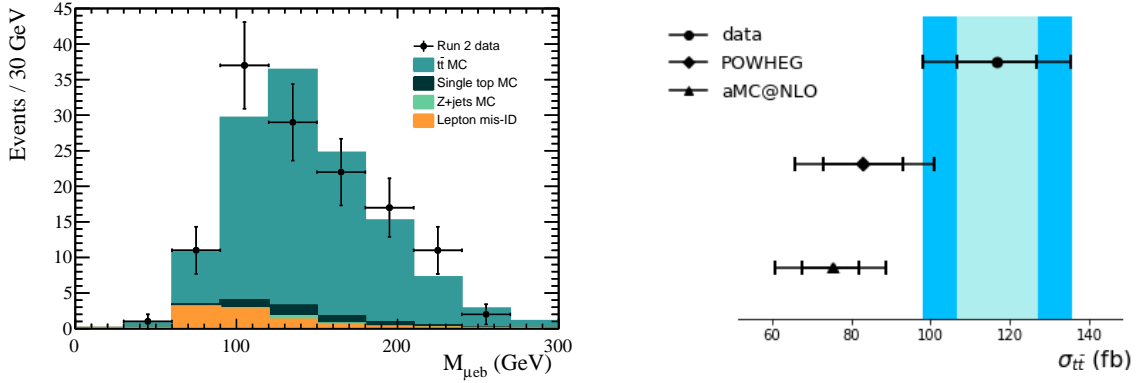 Events / 30 GeV
45
40
35
30
25
20
15
10
5
0
Run 2 data
tt̄ MC
Single top MC
Z+jets MC
Lepton mis-ID
0
100
200
300
M_μeb (GeV)
data
POWHEG
aMC@NLO
60
80
100
120
140
σ_tt̄ (fb)